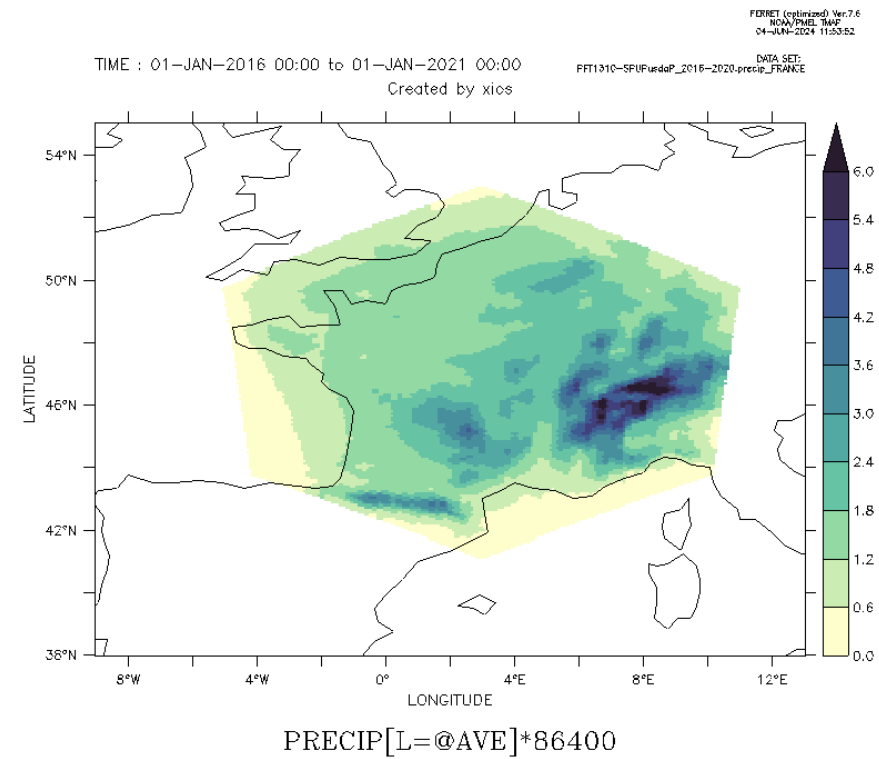 FERRET (optimized) Ver.7.6
NOAA/PMEL TMAP
04-JUN-2024 11:53:52
TIME : 01-JAN-2016 00:00 to 01-JAN-2021 00:00
DATA SET:
Created by xios
54°N
50°N
46°N
42°N
38°N
LATITUDE
8°W 4°W 0° 4°E 8°E 12°E
LONGITUDE
6.0
5.4
4.8
4.2
3.6
3.0
2.4
1.8
1.2
0.6
0.0
PRECIP[L=@AVE]*86400